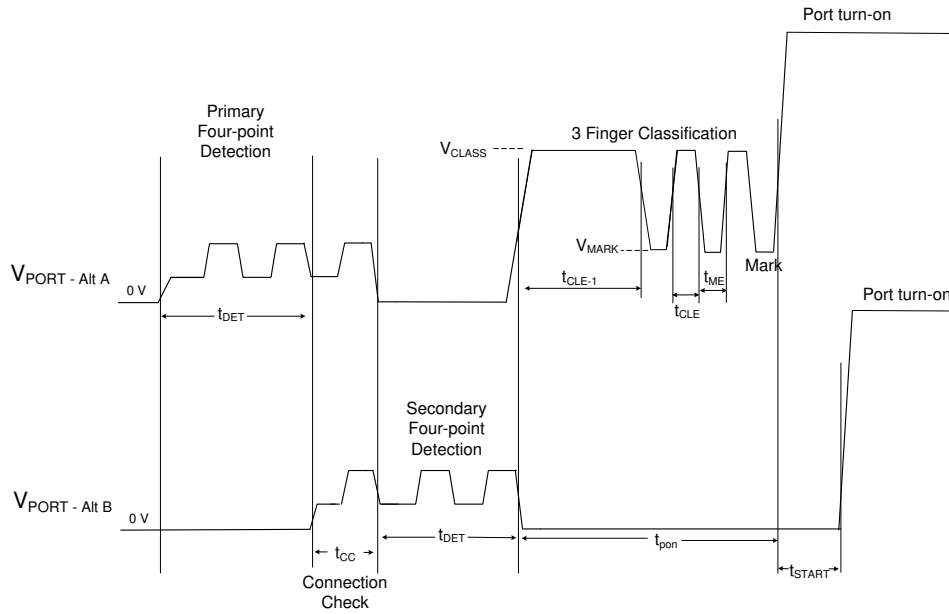 Port turn-on
Primary
Four-point
Detection
3 Finger Classification
VCLASS
VMARK
Mark
VPORT - Alt A
0 V
tDET
tCLE-1
tME
tCLE
Port turn-on
Secondary
Four-point
Detection
VPORT - Alt B
0 V
tCC
tDET
tpon
tSTART
Connection
Check